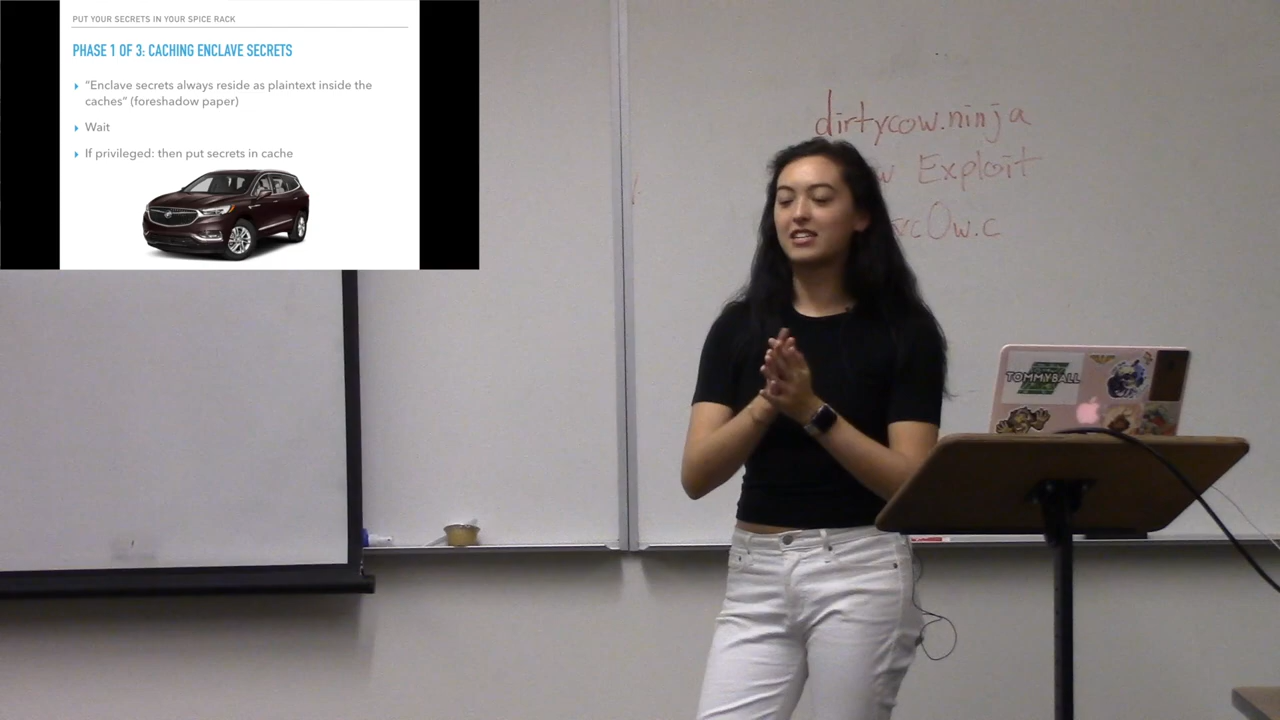 PUT YOUR SECRETS IN YOUR SPICE RACK
PHASE 1 OF 3: CACHING ENCLAVE SECRETS
“Enclave secrets always reside as plaintext inside the
caches” (foreshadow paper)
Wait
If privileged: then put secrets in cache
dirtycow.ninja
Exploit
c0w.c
TOMMYBALL